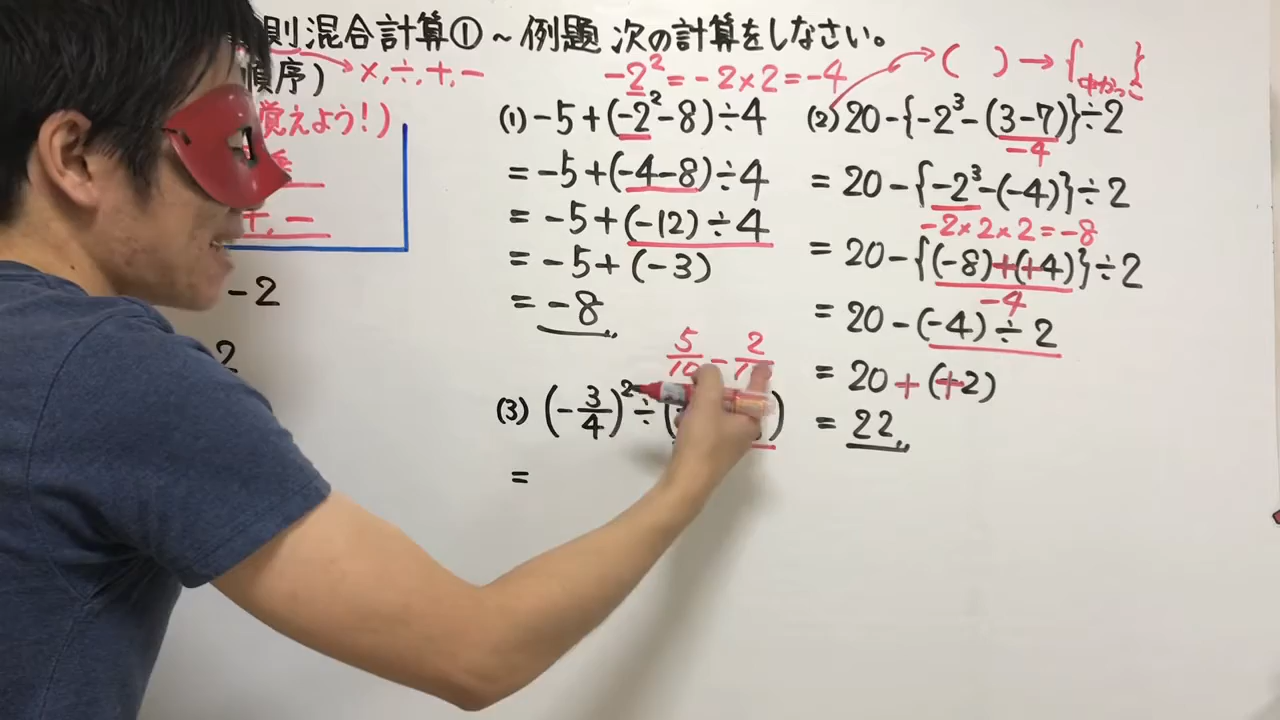 則混合計算① ~ 例題 次の計算をしなさい。
順序) → ×, ÷, +, −
覚えよう!)
+, −
−2
2
−2² = −2×2 = −4
( ) → { }
中かっこ
(1) −5+(−2²−8)÷4
= −5+(−4−8)÷4
= −5+(−12)÷4
= −5+(−3)
= −8
(2) 20−{−2³−(3−7)}÷2
−4
= 20−{−2³−(−4)}÷2
−2×2×2=−8
= 20−{(−8)+(+4)}÷2
−4
= 20−(−4)÷2
= 20+(+2)
= 22
5/10 − 2/1
(3) (−3/4)²÷( )
=